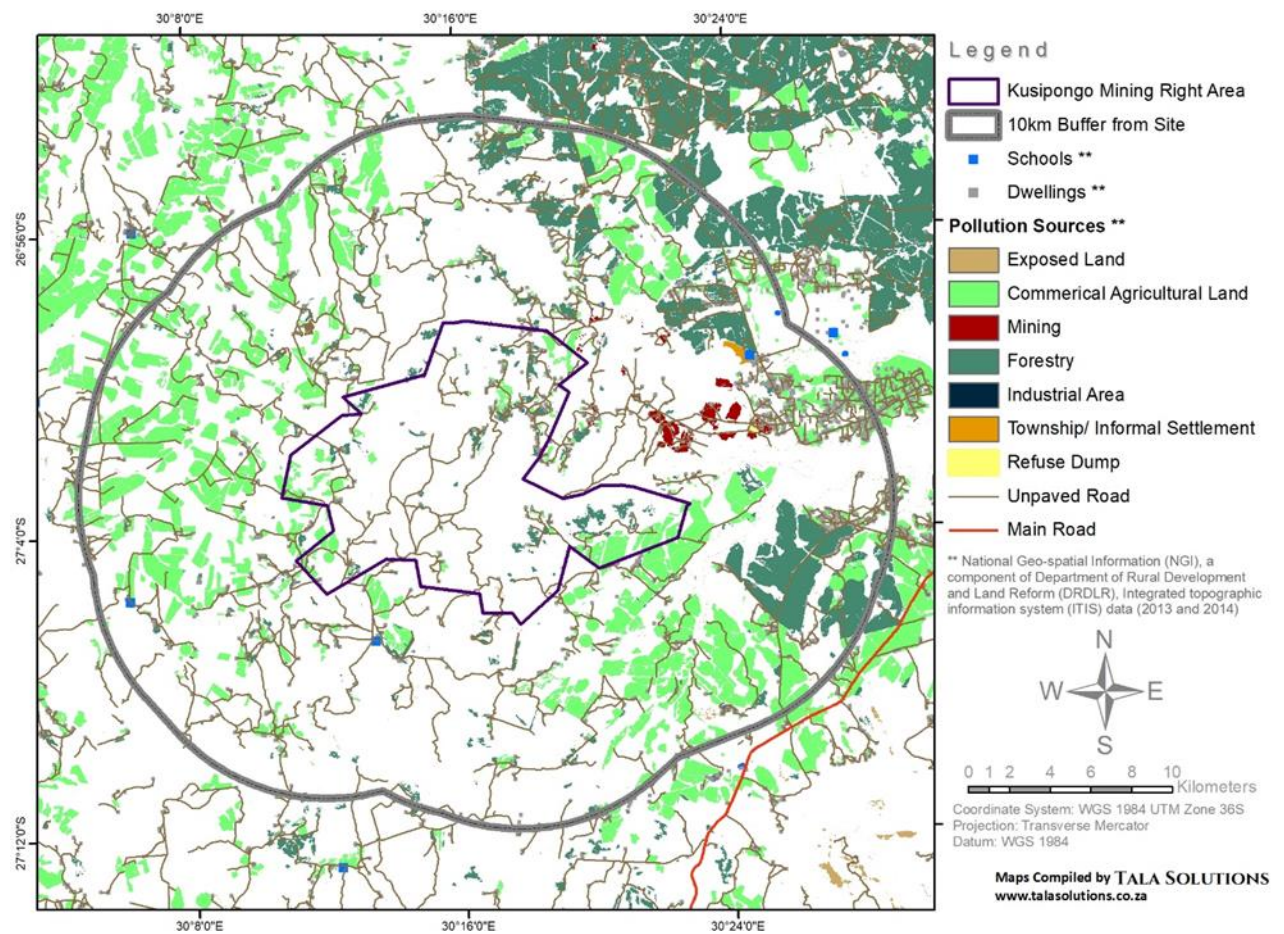 30°8'0"E
30°16'0"E
30°24'0"E
26°56'0"S
27°4'0"S
27°12'0"S
30°8'0"E
30°16'0"E
30°24'0"E
Legend
Kusipongo Mining Right Area
10km Buffer from Site
Schools **
Dwellings **
Pollution Sources **
Exposed Land
Commerical Agricultural Land
Mining
Forestry
Industrial Area
Township/ Informal Settlement
Refuse Dump
Unpaved Road
Main Road
** National Geo-spatial Information (NGI), a
component of Department of Rural Development
and Land Reform (DRDLR), Integrated topographic
information system (ITIS) data (2013 and 2014)
N
W E
S
0 1 2 4 6 8 10
Kilometers
Coordinate System: WGS 1984 UTM Zone 36S
Projection: Transverse Mercator
Datum: WGS 1984
Maps Compiled by TALA SOLUTIONS
www.talasolutions.co.za